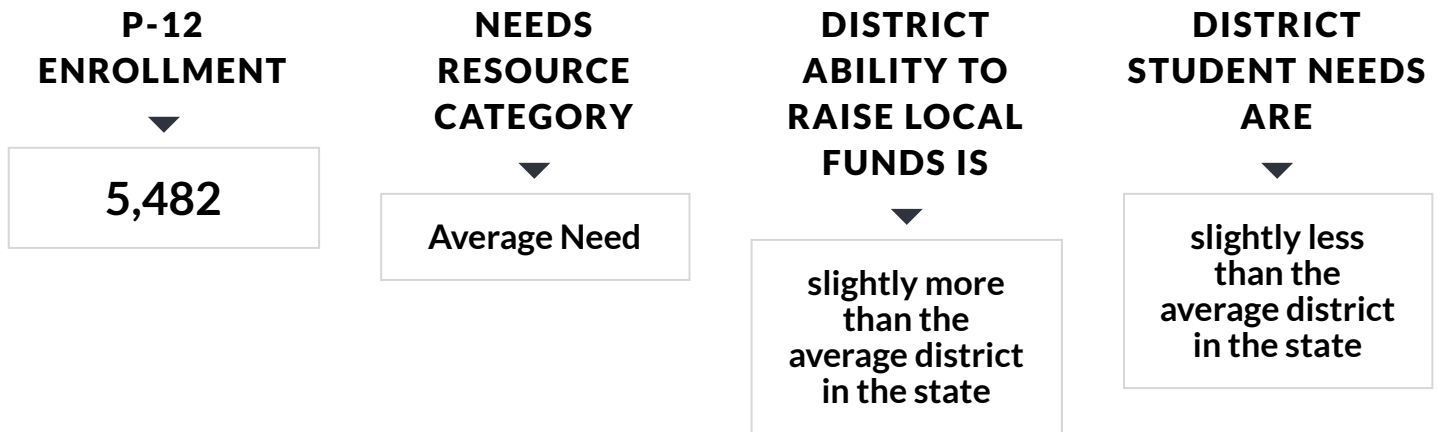 P-12
ENROLLMENT
5,482
NEEDS
RESOURCE
CATEGORY
Average Need
DISTRICT
ABILITY TO
RAISE LOCAL
FUNDS IS
slightly more
than the
average district
in the state
DISTRICT
STUDENT NEEDS
ARE
slightly less
than the
average district
in the state